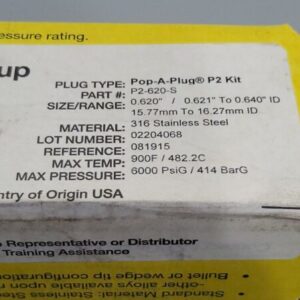 essure rating.
up
PLUG TYPE: Pop-A-Plug® P2 Kit
PART #: P2-620-S
SIZE/RANGE: 0.620" / 0.621" To 0.640" ID
15.77mm To 16.27mm ID
MATERIAL: 316 Stainless Steel
LOT NUMBER: 02204068
REFERENCE: 081915
MAX TEMP: 900F / 482.2C
MAX PRESSURE: 6000 PsiG / 414 BarG
ntry of Origin USA
Representative or Distributor
Training Assistance
Bullet or wedge tip configuration
-other alloys available upon
Standard Material: Stainless